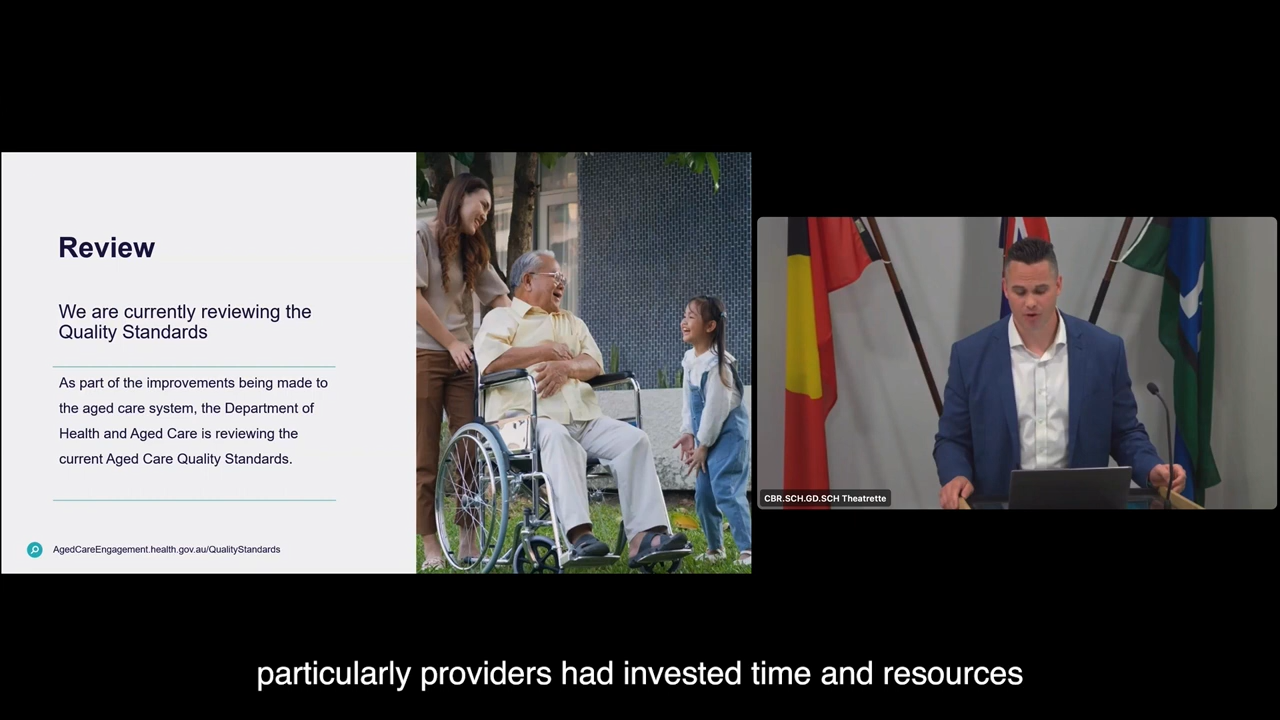 Review
We are currently reviewing the
Quality Standards
As part of the improvements being made to
the aged care system, the Department of
Health and Aged Care is reviewing the
current Aged Care Quality Standards.
AgedCareEngagement.health.gov.au/QualityStandards
CBR.SCH.GD.SCH Theatrette
particularly providers had invested time and resources